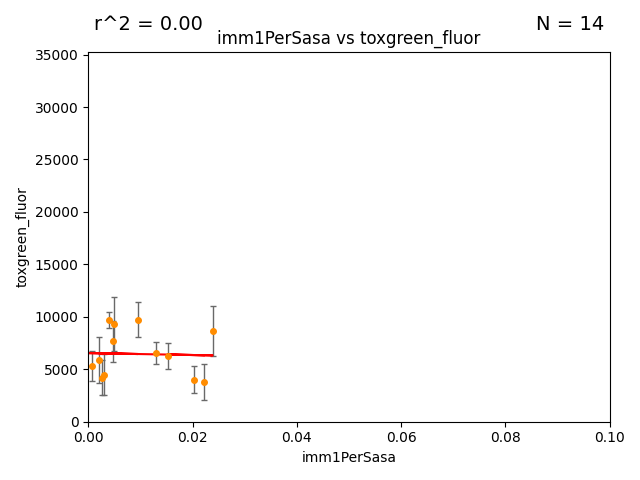 r^2 = 0.00
N = 14
imm1PerSasa vs toxgreen_fluor
35000
30000
25000
20000
15000
10000
5000
0
toxgreen_fluor
0.00 0.02 0.04 0.06 0.08 0.10
imm1PerSasa